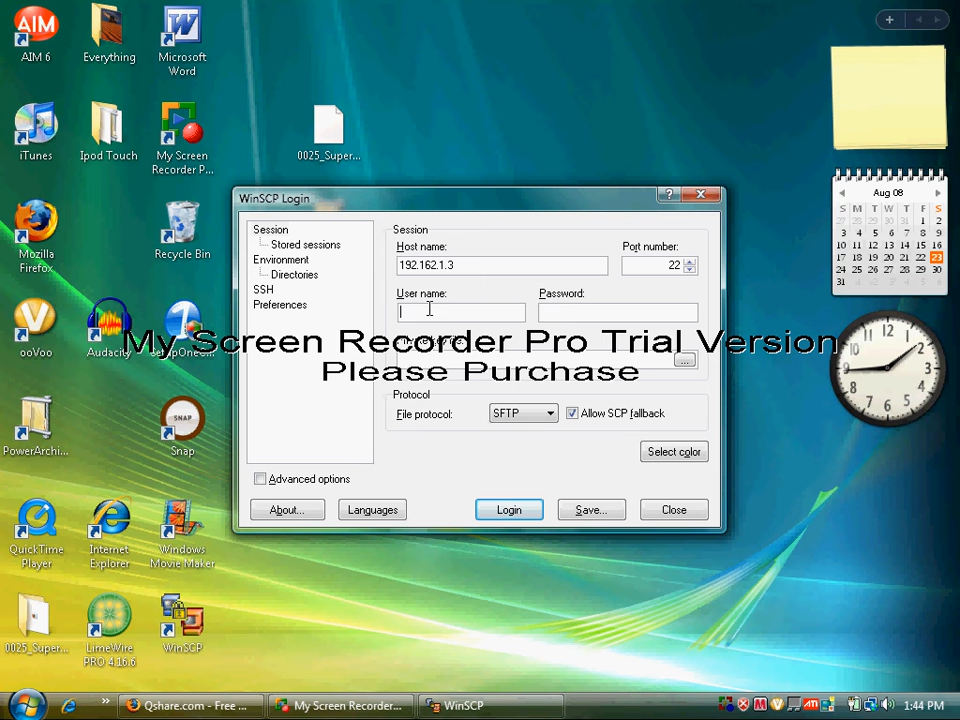 AIM 6
Everything
Microsoft
Word
iTunes
Ipod Touch
My Screen
Recorder P...
0025_Super...
Mozilla
Firefox
Recycle Bin
ooVoo
Audacity
PowerArchi...
SNAP
Snap
QuickTime
Player
Internet
Explorer
Windows
Movie Maker
0025_Super...
LimeWire
PRO 4.16.6
WinSCP
WinSCP Login
Session
Stored sessions
Environment
Directories
SSH
Preferences
Session
Host name:
Port number:
192.162.1.3
22
User name:
Password:
My Screen Recorder Pro Trial Version
Please Purchase
...
Protocol
File protocol:
SFTP
Allow SCP fallback
Select color
Advanced options
About...
Languages
Login
Save...
Close
Aug 08
S M T W T F S
27 28 29 30 31 1 2
3 4 5 6 7 8 9
10 11 12 13 14 15 16
17 18 19 20 21 22 23
24 25 26 27 28 29 30
31
12
1
2
3
4
5
6
7
8
9
10
11
Qshare.com - Free ...
My Screen Recorder...
WinSCP
1:44 PM